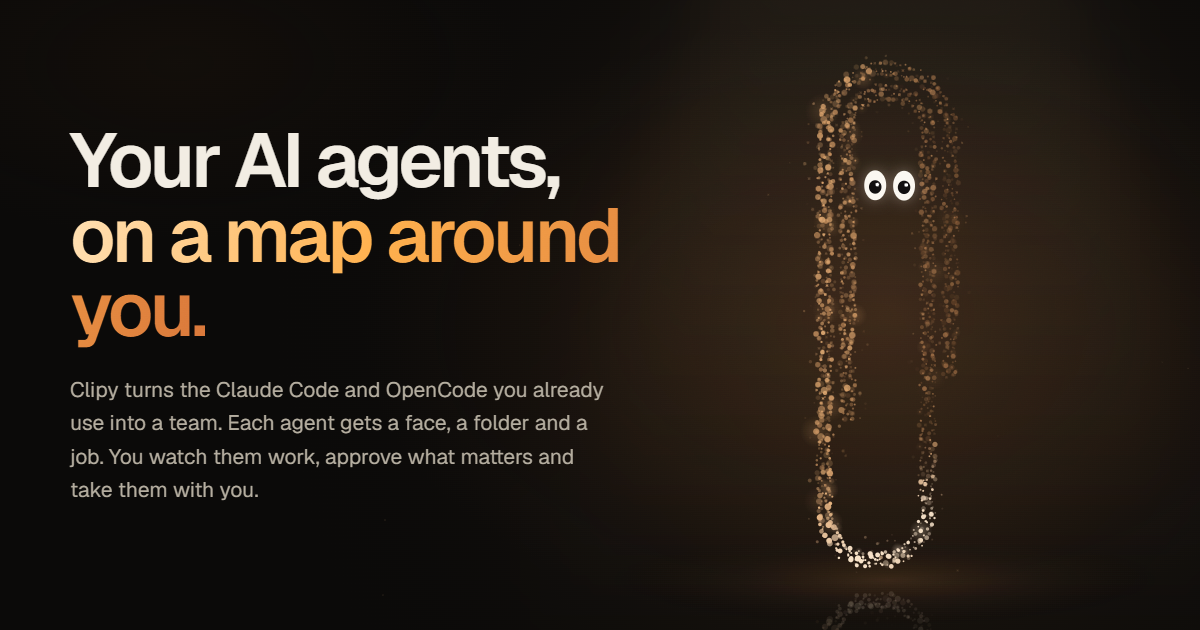 Your AI agents,
on a map around
you.
Clipy turns the Claude Code and OpenCode you already
use into a team. Each agent gets a face, a folder and a
job. You watch them work, approve what matters and
take them with you.